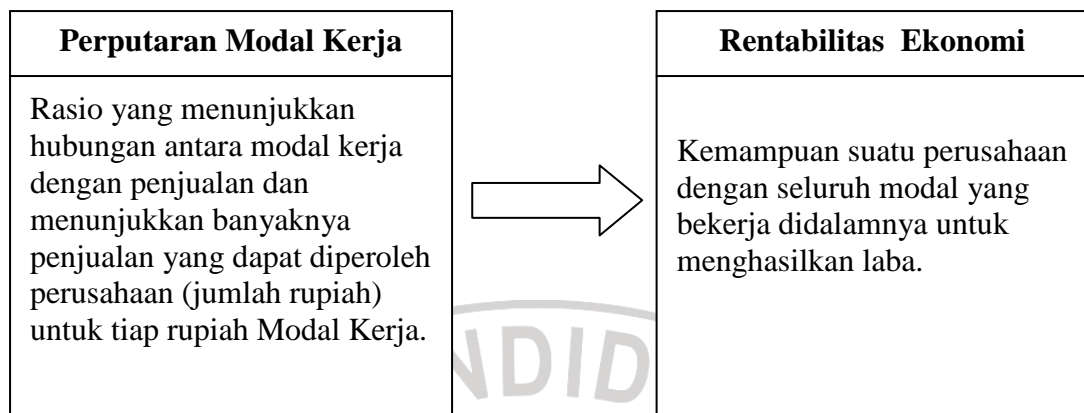 Perputaran Modal Kerja
Rasio yang menunjukkan
hubungan antara modal kerja
dengan penjualan dan
menunjukkan banyaknya
penjualan yang dapat diperoleh
perusahaan (jumlah rupiah)
untuk tiap rupiah Modal Kerja.
Rentabilitas Ekonomi
Kemampuan suatu perusahaan
dengan seluruh modal yang
bekerja didalamnya untuk
menghasilkan laba.